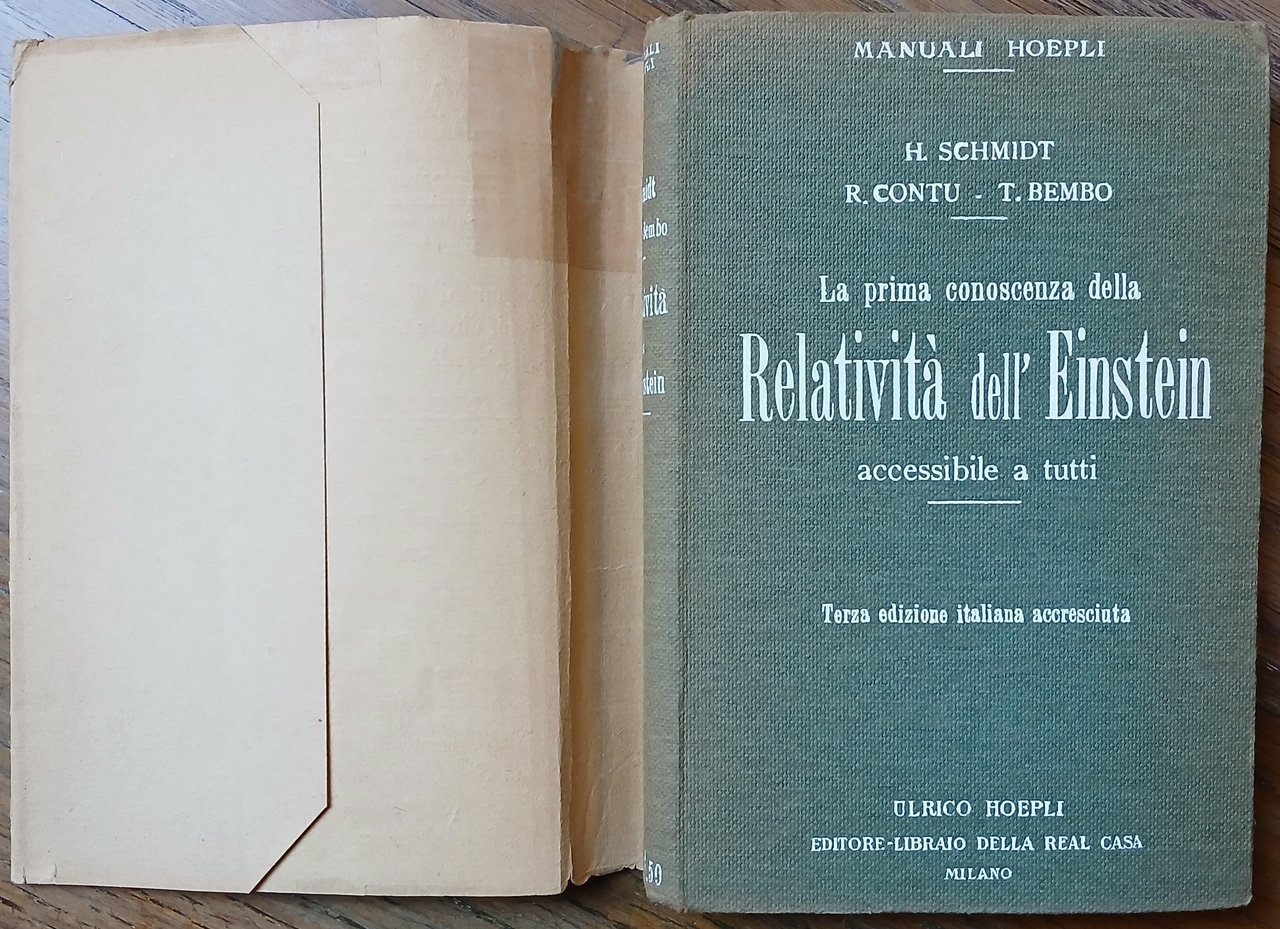 MANUALI HOEPLI
H. SCHMIDT
R. CONTU - T. BEMBO
La prima conoscenza della
Relatività dell' Einstein
accessibile a tutti
Terza edizione italiana accresciuta
ULRICO HOEPLI
EDITORE-LIBRAIO DELLA REAL CASA
MILANO